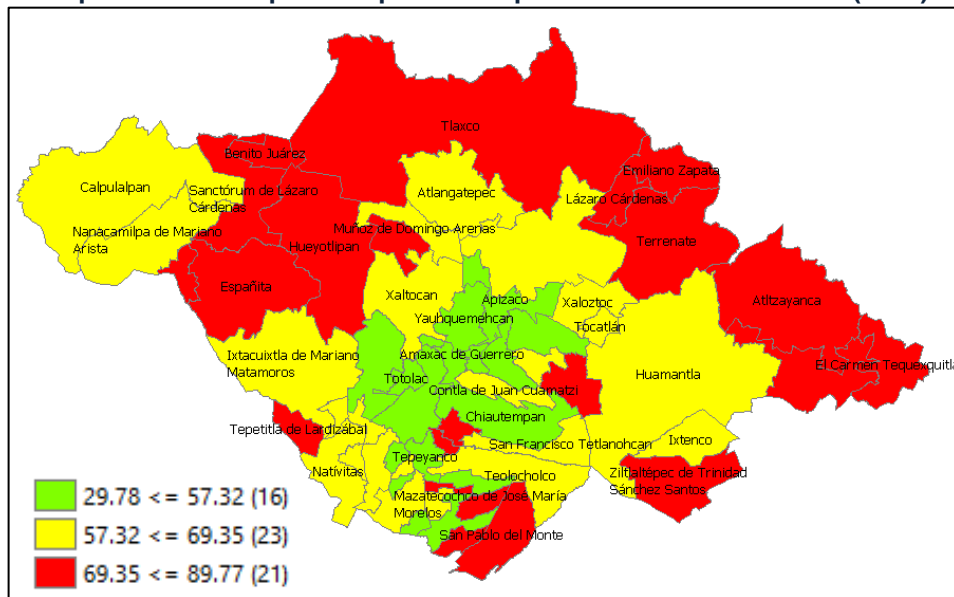 Tlaxco
Benito Juárez
Emiliano Zapata
Calpulalpan
Sanctórum de Lázaro
Cárdenas
Atlangatepec
Lázaro Cárdenas
Nanacamilpa de Mariano
Arista
Muñoz de Domingo Arenas
Hueyotlipan
Terrenate
Españita
Xaltocan
Apizaco
Xaloztoc
Atltzayanca
Yauhquemehcan
Tocatlán
Ixtacuixtla de Mariano
Matamoros
Amaxac de Guerrero
El Carmen Tequexquitla
Totolac
Contla de Juan Cuamatzi
Huamantla
Tepetitla de Lardizábal
Chiautempan
San Francisco Tetlanohcan
Ixtenco
Tepeyanco
Nativitas
Teolocholco
Ziltlaltépec de Trinidad
Sánchez Santos
Mazatecochco de José María
Morelos
San Pablo del Monte
29.78 <= 57.32 (16)
57.32 <= 69.35 (23)
69.35 <= 89.77 (21)